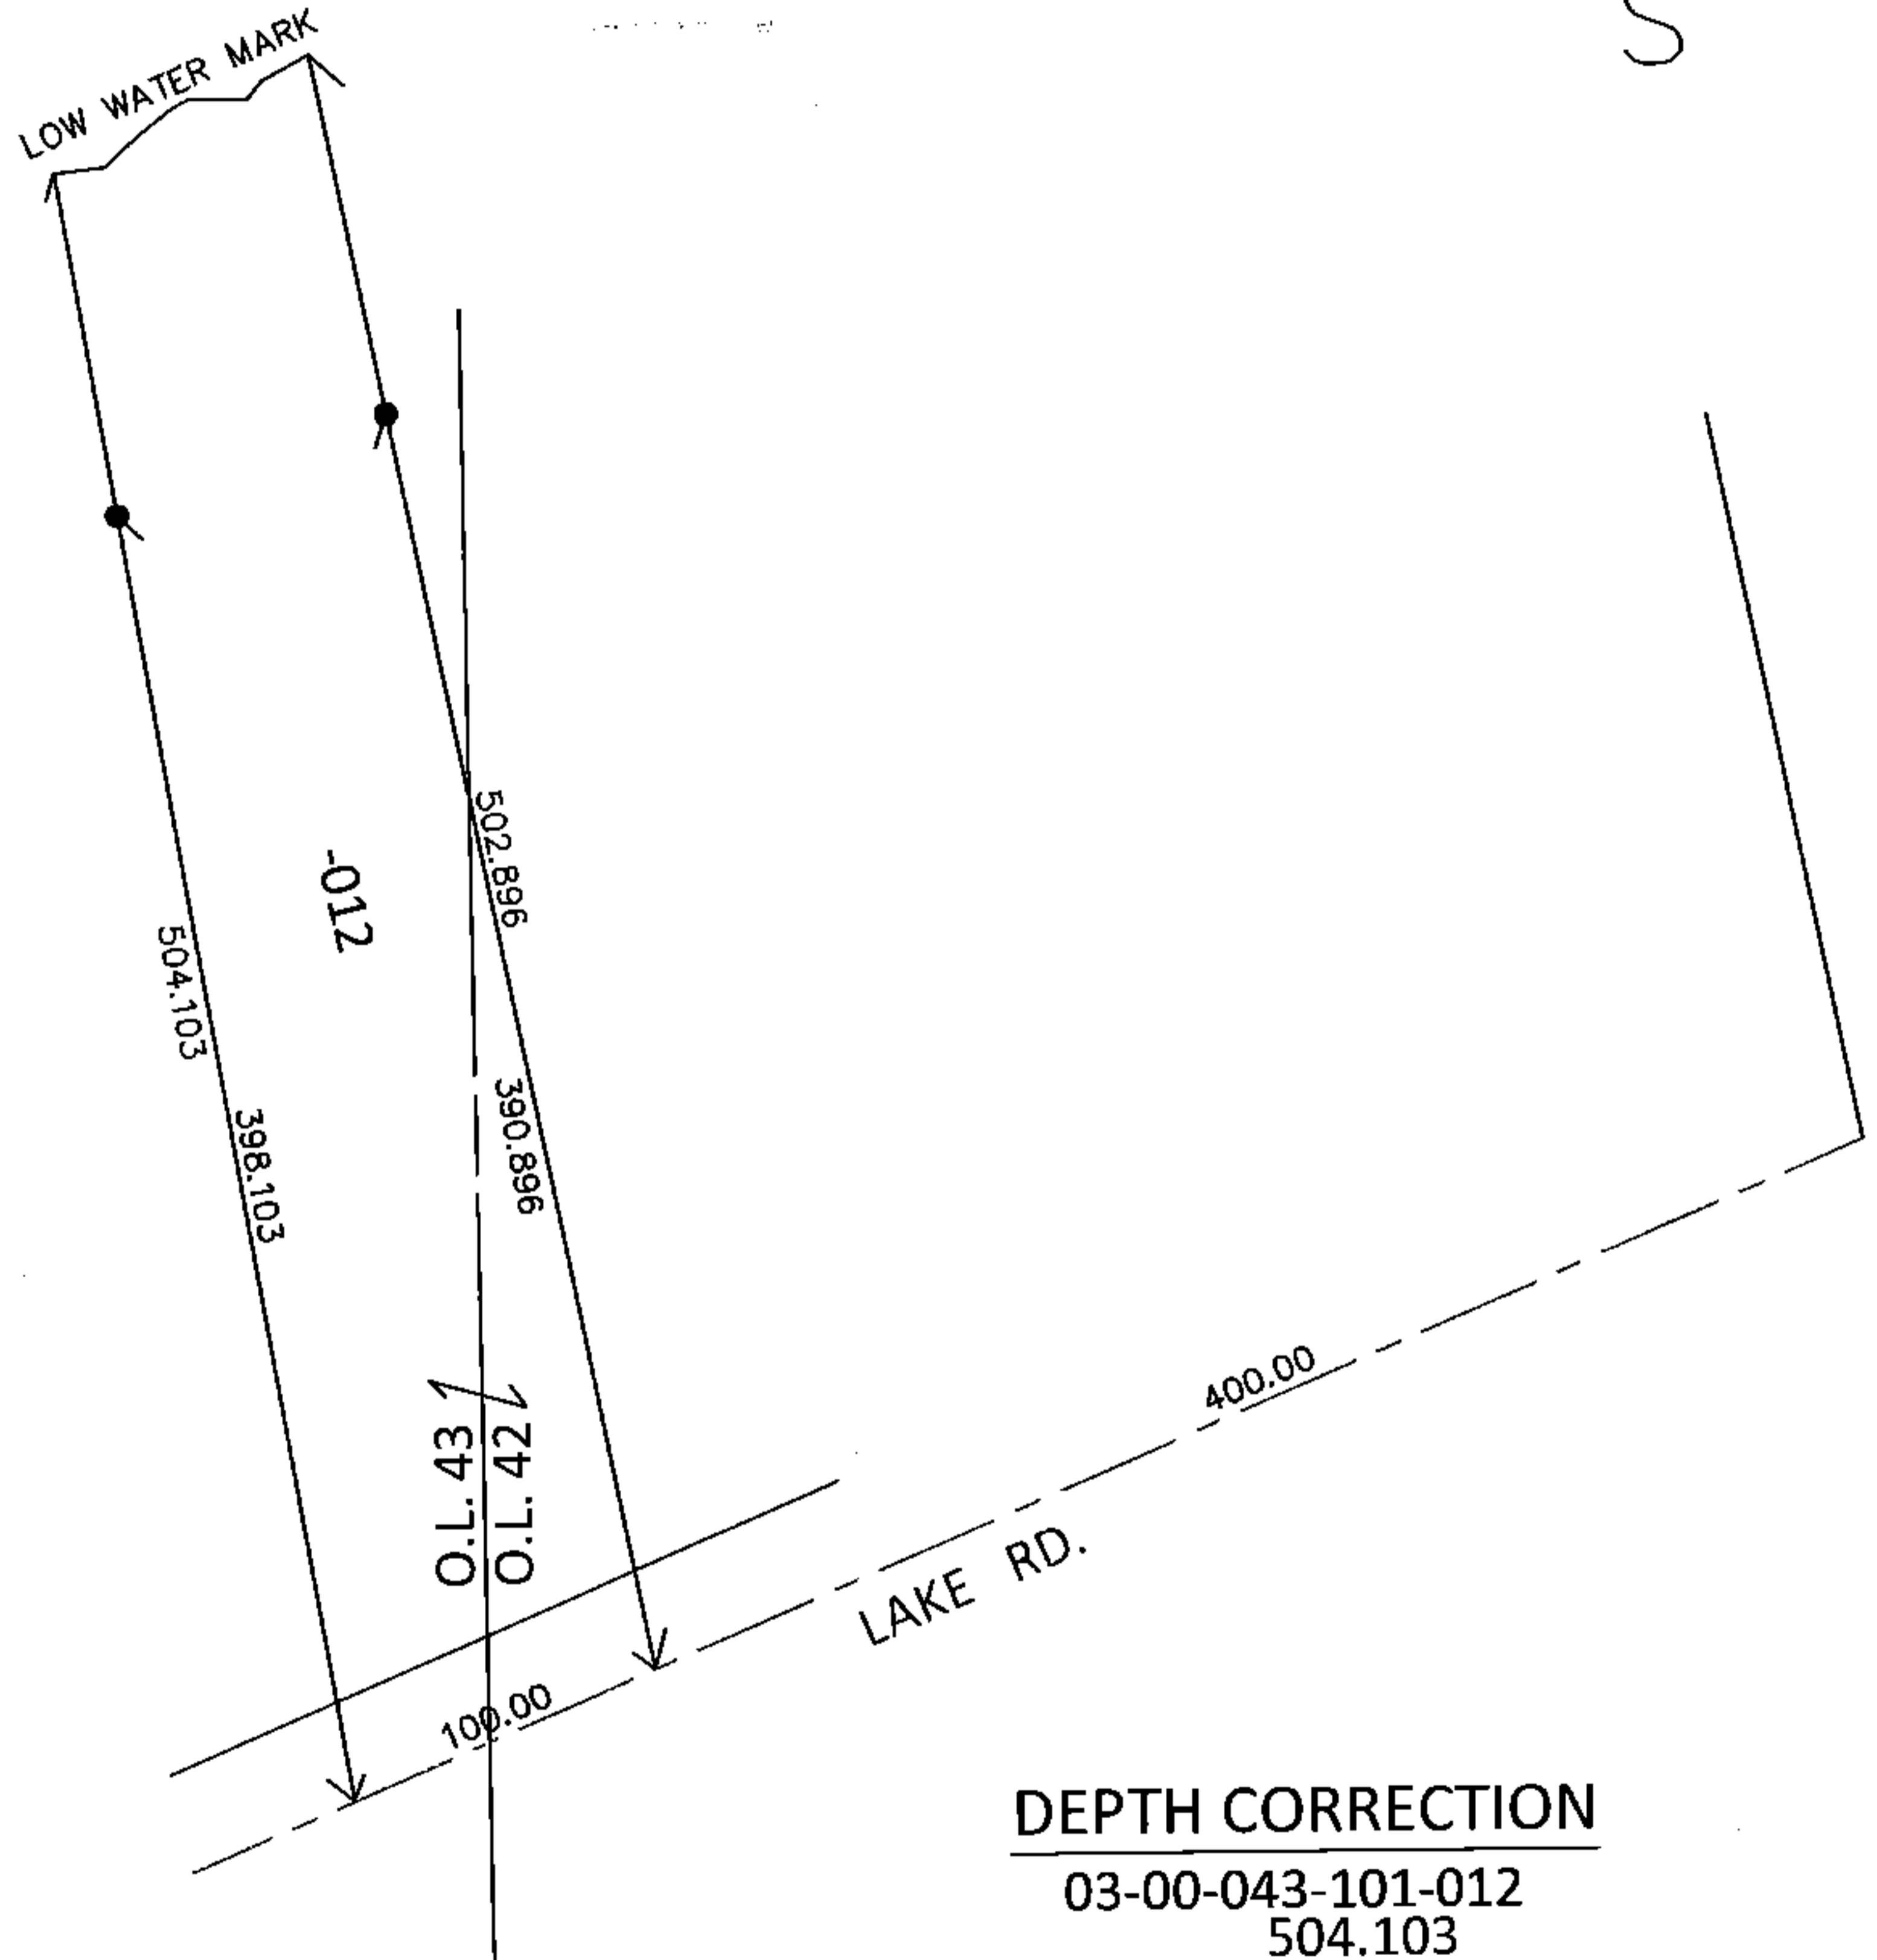 S
LOW WATER MARK
502.896
-012
504.103
390.896
398.103
400.00
O.L. 43
O.L. 42
LAKE RD.
100.00
DEPTH CORRECTION
03-00-043-101-012
504.103